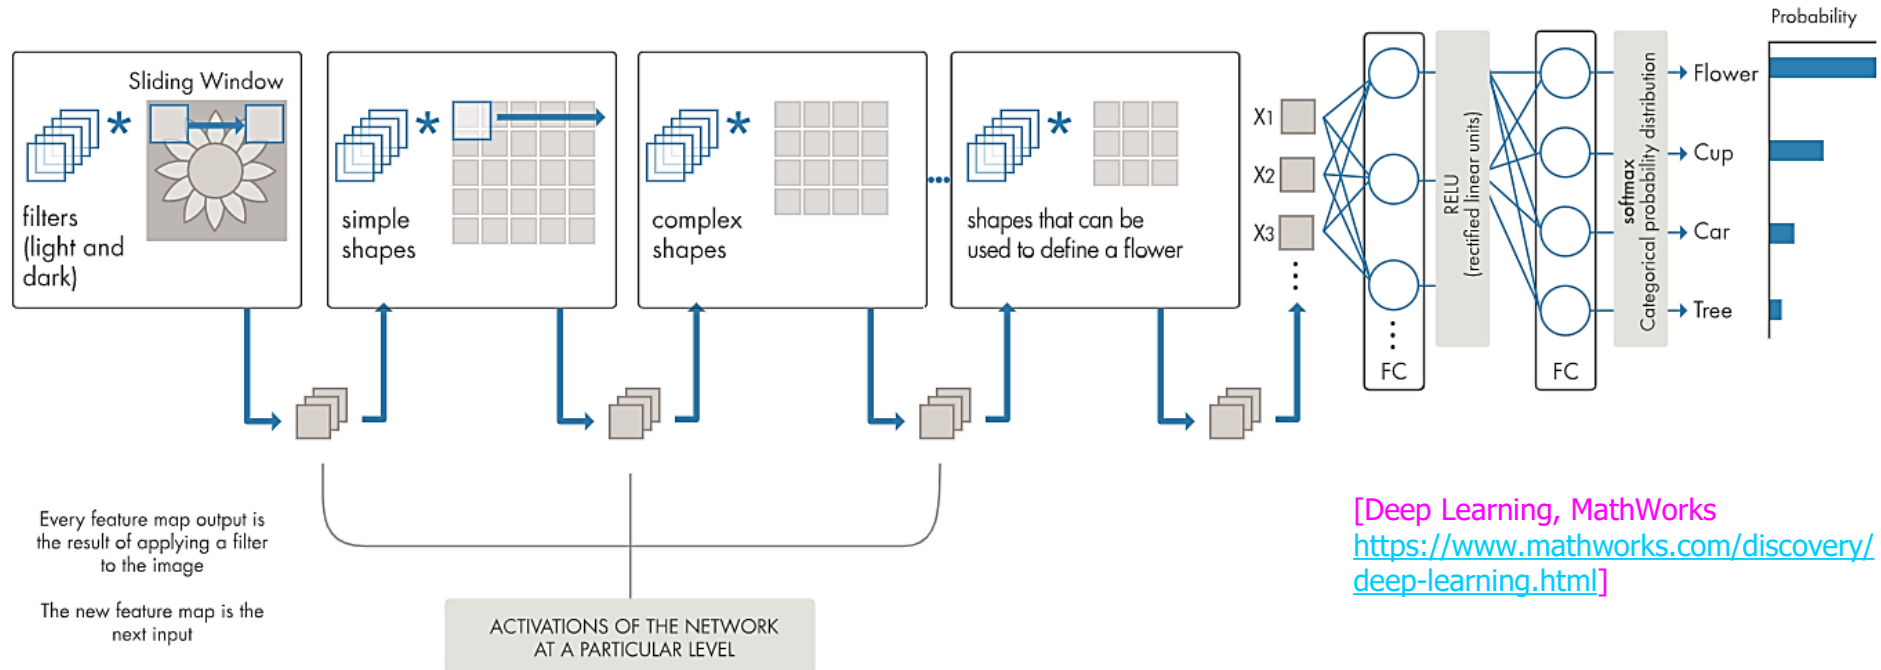 Sliding Window
*
filters
(light and
dark)
*
simple
shapes
*
complex
shapes
*
shapes that can be
used to define a flower
X1
X2
X3
FC
RELU
(rectified linear units)
FC
softmax
Categorical probability distribution
Probability
Flower
Cup
Car
Tree
Every feature map output is
the result of applying a filter
to the image
The new feature map is the
next input
ACTIVATIONS OF THE NETWORK
AT A PARTICULAR LEVEL
[Deep Learning, MathWorks
https://www.mathworks.com/discovery/
deep-learning.html]